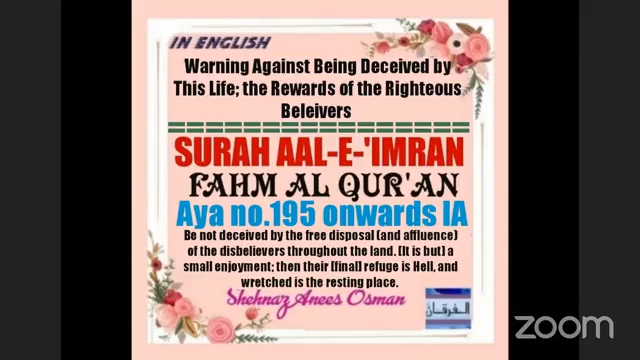 IN ENGLISH
Warning Against Being Deceived by
This Life; the Rewards of the Righteous
Beleivers
==========================
SURAH AAL-E-'IMRAN
FAHM AL QUR'AN
Aya no.195 onwards IA
Be not deceived by the free disposal (and affluence)
of the disbelievers throughout the land. [It is but] a
small enjoyment; then their [final] refuge is Hell, and
wretched is the resting place.
Shehnaz Anees Osman
الفرقان
zoom